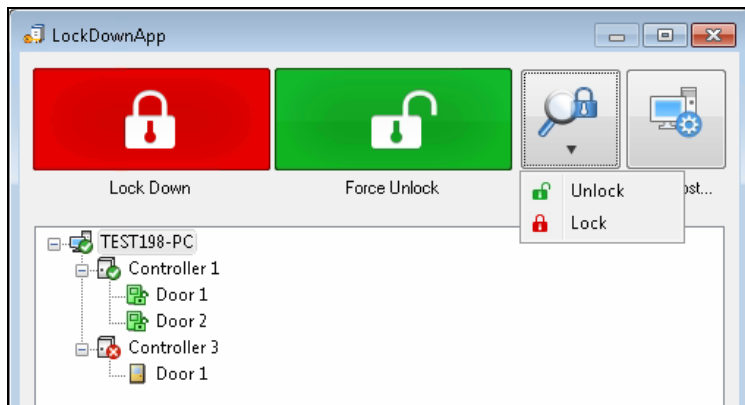 LockDownApp
Lock Down
Force Unlock
ost...
Unlock
Lock
TEST198-PC
Controller 1
Door 1
Door 2
Controller 3
Door 1